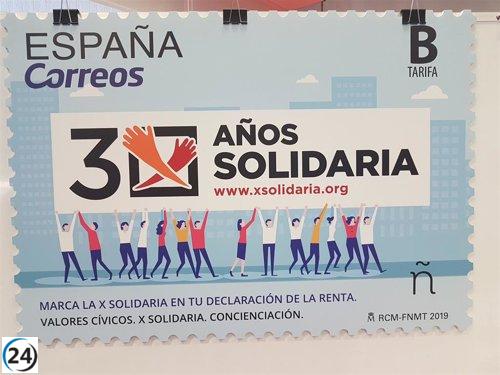 ESPAÑA
Correos
B
TARIFA
30 AÑOS
SOLIDARIA
www.xsolidaria.org
MARCA LA X SOLIDARIA EN TU DECLARACIÓN DE LA RENTA.
VALORES CÍVICOS. X SOLIDARIA. CONCIENCIACIÓN.
ñ
RCM-FNMT 2019
24